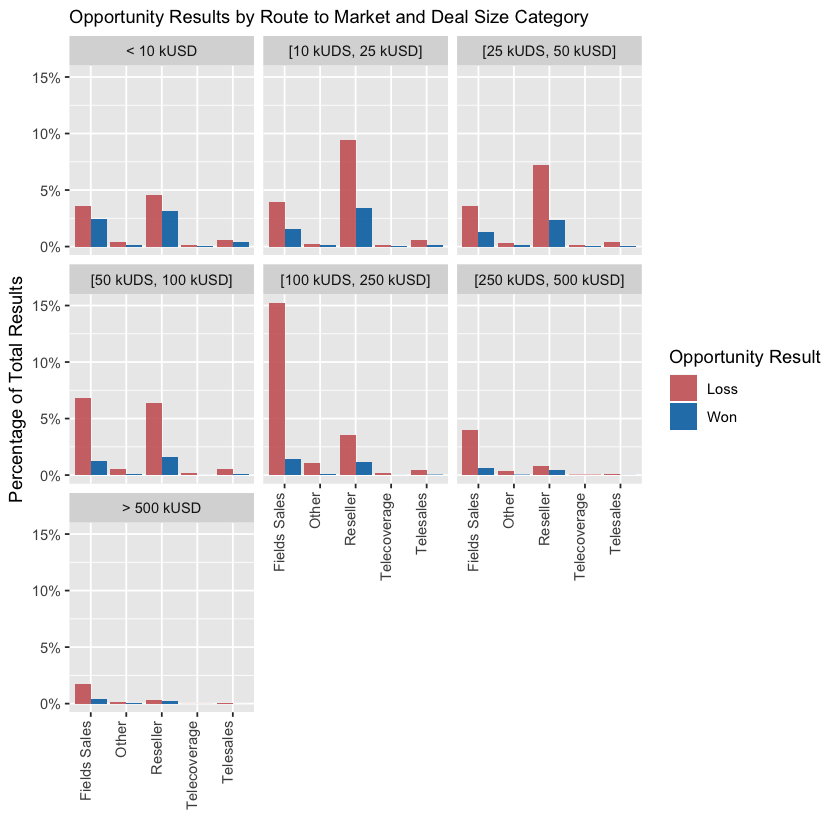 Opportunity Results by Route to Market and Deal Size Category
< 10 kUSD
[10 kUDS, 25 kUSD]
[25 kUDS, 50 kUSD]
15%
10%
5%
0%
[50 kUDS, 100 kUSD]
[100 kUDS, 250 kUSD]
[250 kUDS, 500 kUSD]
15%
10%
5%
0%
Fields Sales
Other
Reseller
Telecoverage
Telesales
Fields Sales
Other
Reseller
Telecoverage
Telesales
> 500 kUSD
15%
10%
5%
0%
Fields Sales
Other
Reseller
Telecoverage
Telesales
Percentage of Total Results
Opportunity Result
Loss
Won